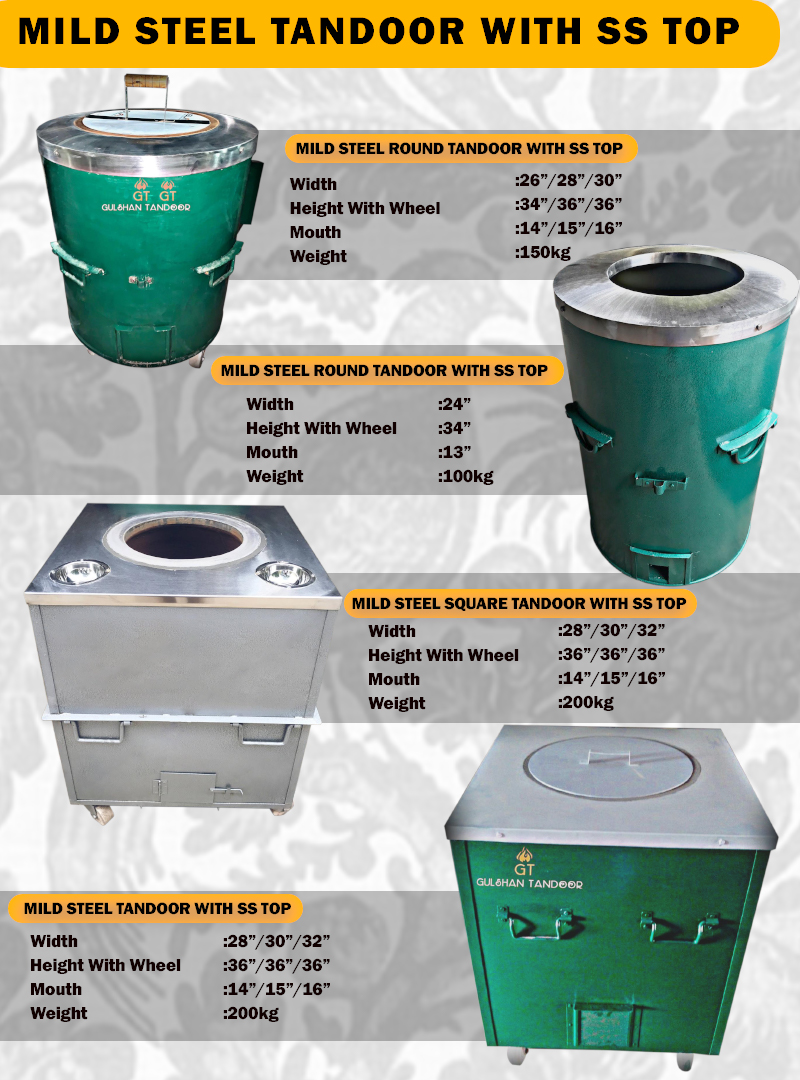 MILD STEEL TANDOOR WITH SS TOP
GT GT
GULSHAN TANDOOR
MILD STEEL ROUND TANDOOR WITH SS TOP
Width :26”/28”/30”
Height With Wheel :34”/36”/36”
Mouth :14”/15”/16”
Weight :150kg
MILD STEEL ROUND TANDOOR WITH SS TOP
Width :24”
Height With Wheel :34”
Mouth :13”
Weight :100kg
MILD STEEL SQUARE TANDOOR WITH SS TOP
Width :28”/30”/32”
Height With Wheel :36”/36”/36”
Mouth :14”/15”/16”
Weight :200kg
GT
GULSHAN TANDOOR
MILD STEEL TANDOOR WITH SS TOP
Width :28”/30”/32”
Height With Wheel :36”/36”/36”
Mouth :14”/15”/16”
Weight :200kg